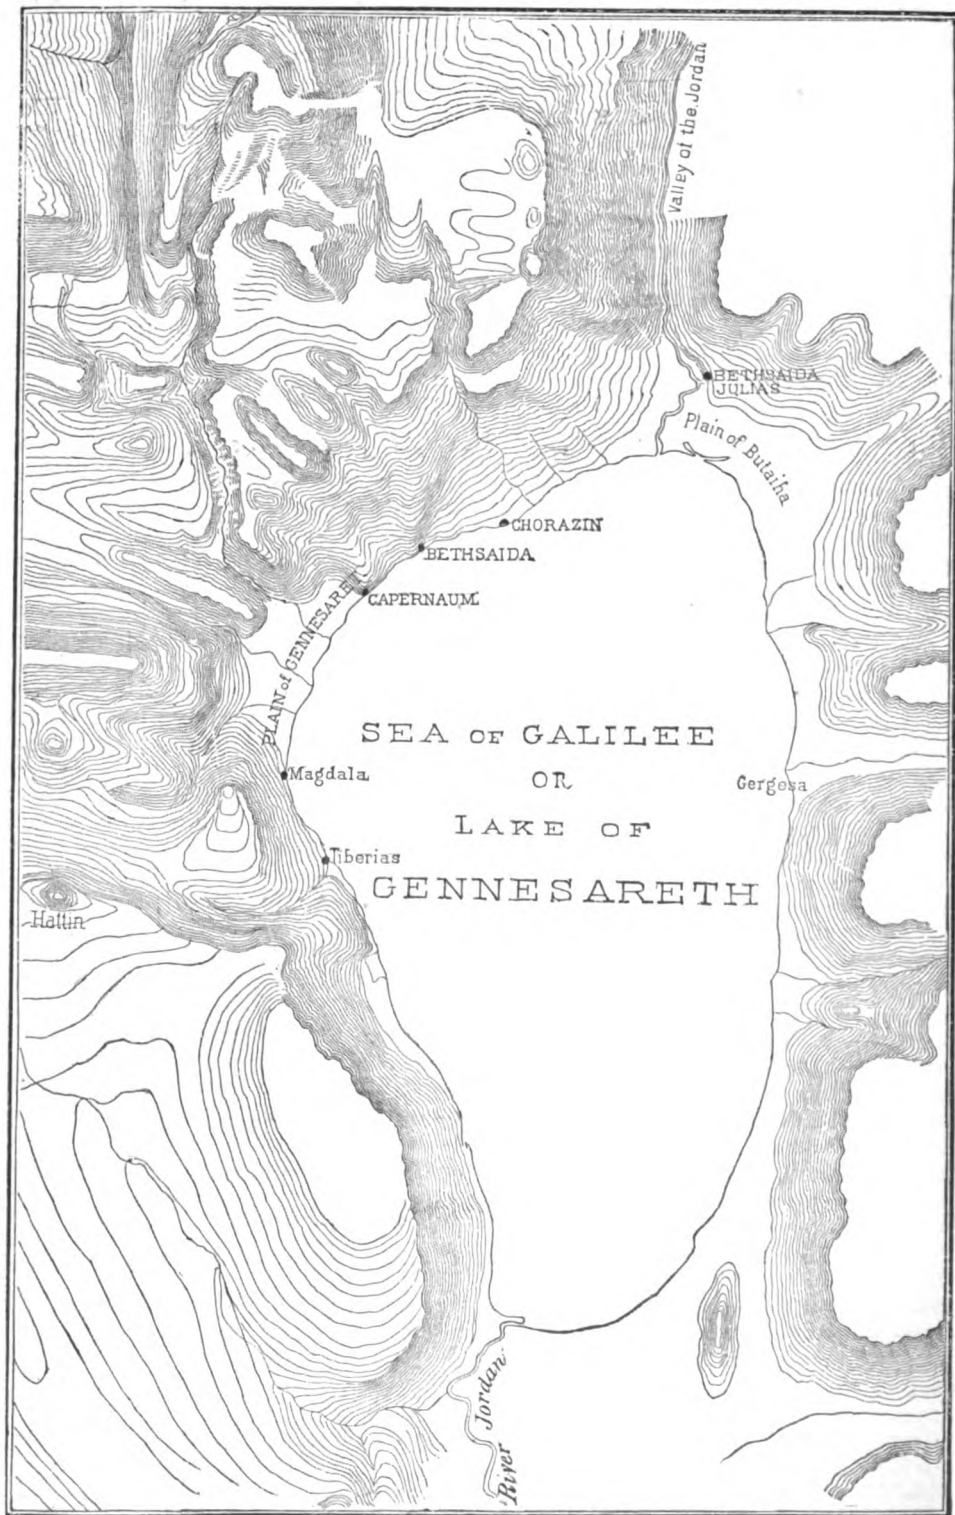 Valley of the Jordan
BETHSAIDA
JULIAS
Plain of Butaiha
CHORAZIN
BETHSAIDA
CAPERNAUM
PLAIN of GENNESARET
SEA OF GALILEE
OR
LAKE OF
GENNESARETH
Magdala
Gergesa
Tiberias
Hattin
River Jordan